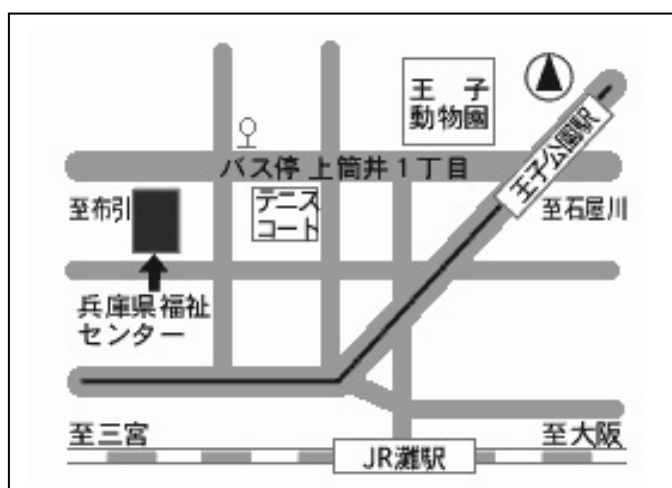 王子
動物園
王子公園駅
バス停 上筒井1丁目
至布引
テニス
コート
至石屋川
兵庫県福祉
センター
至三宮
至大阪
JR灘駅